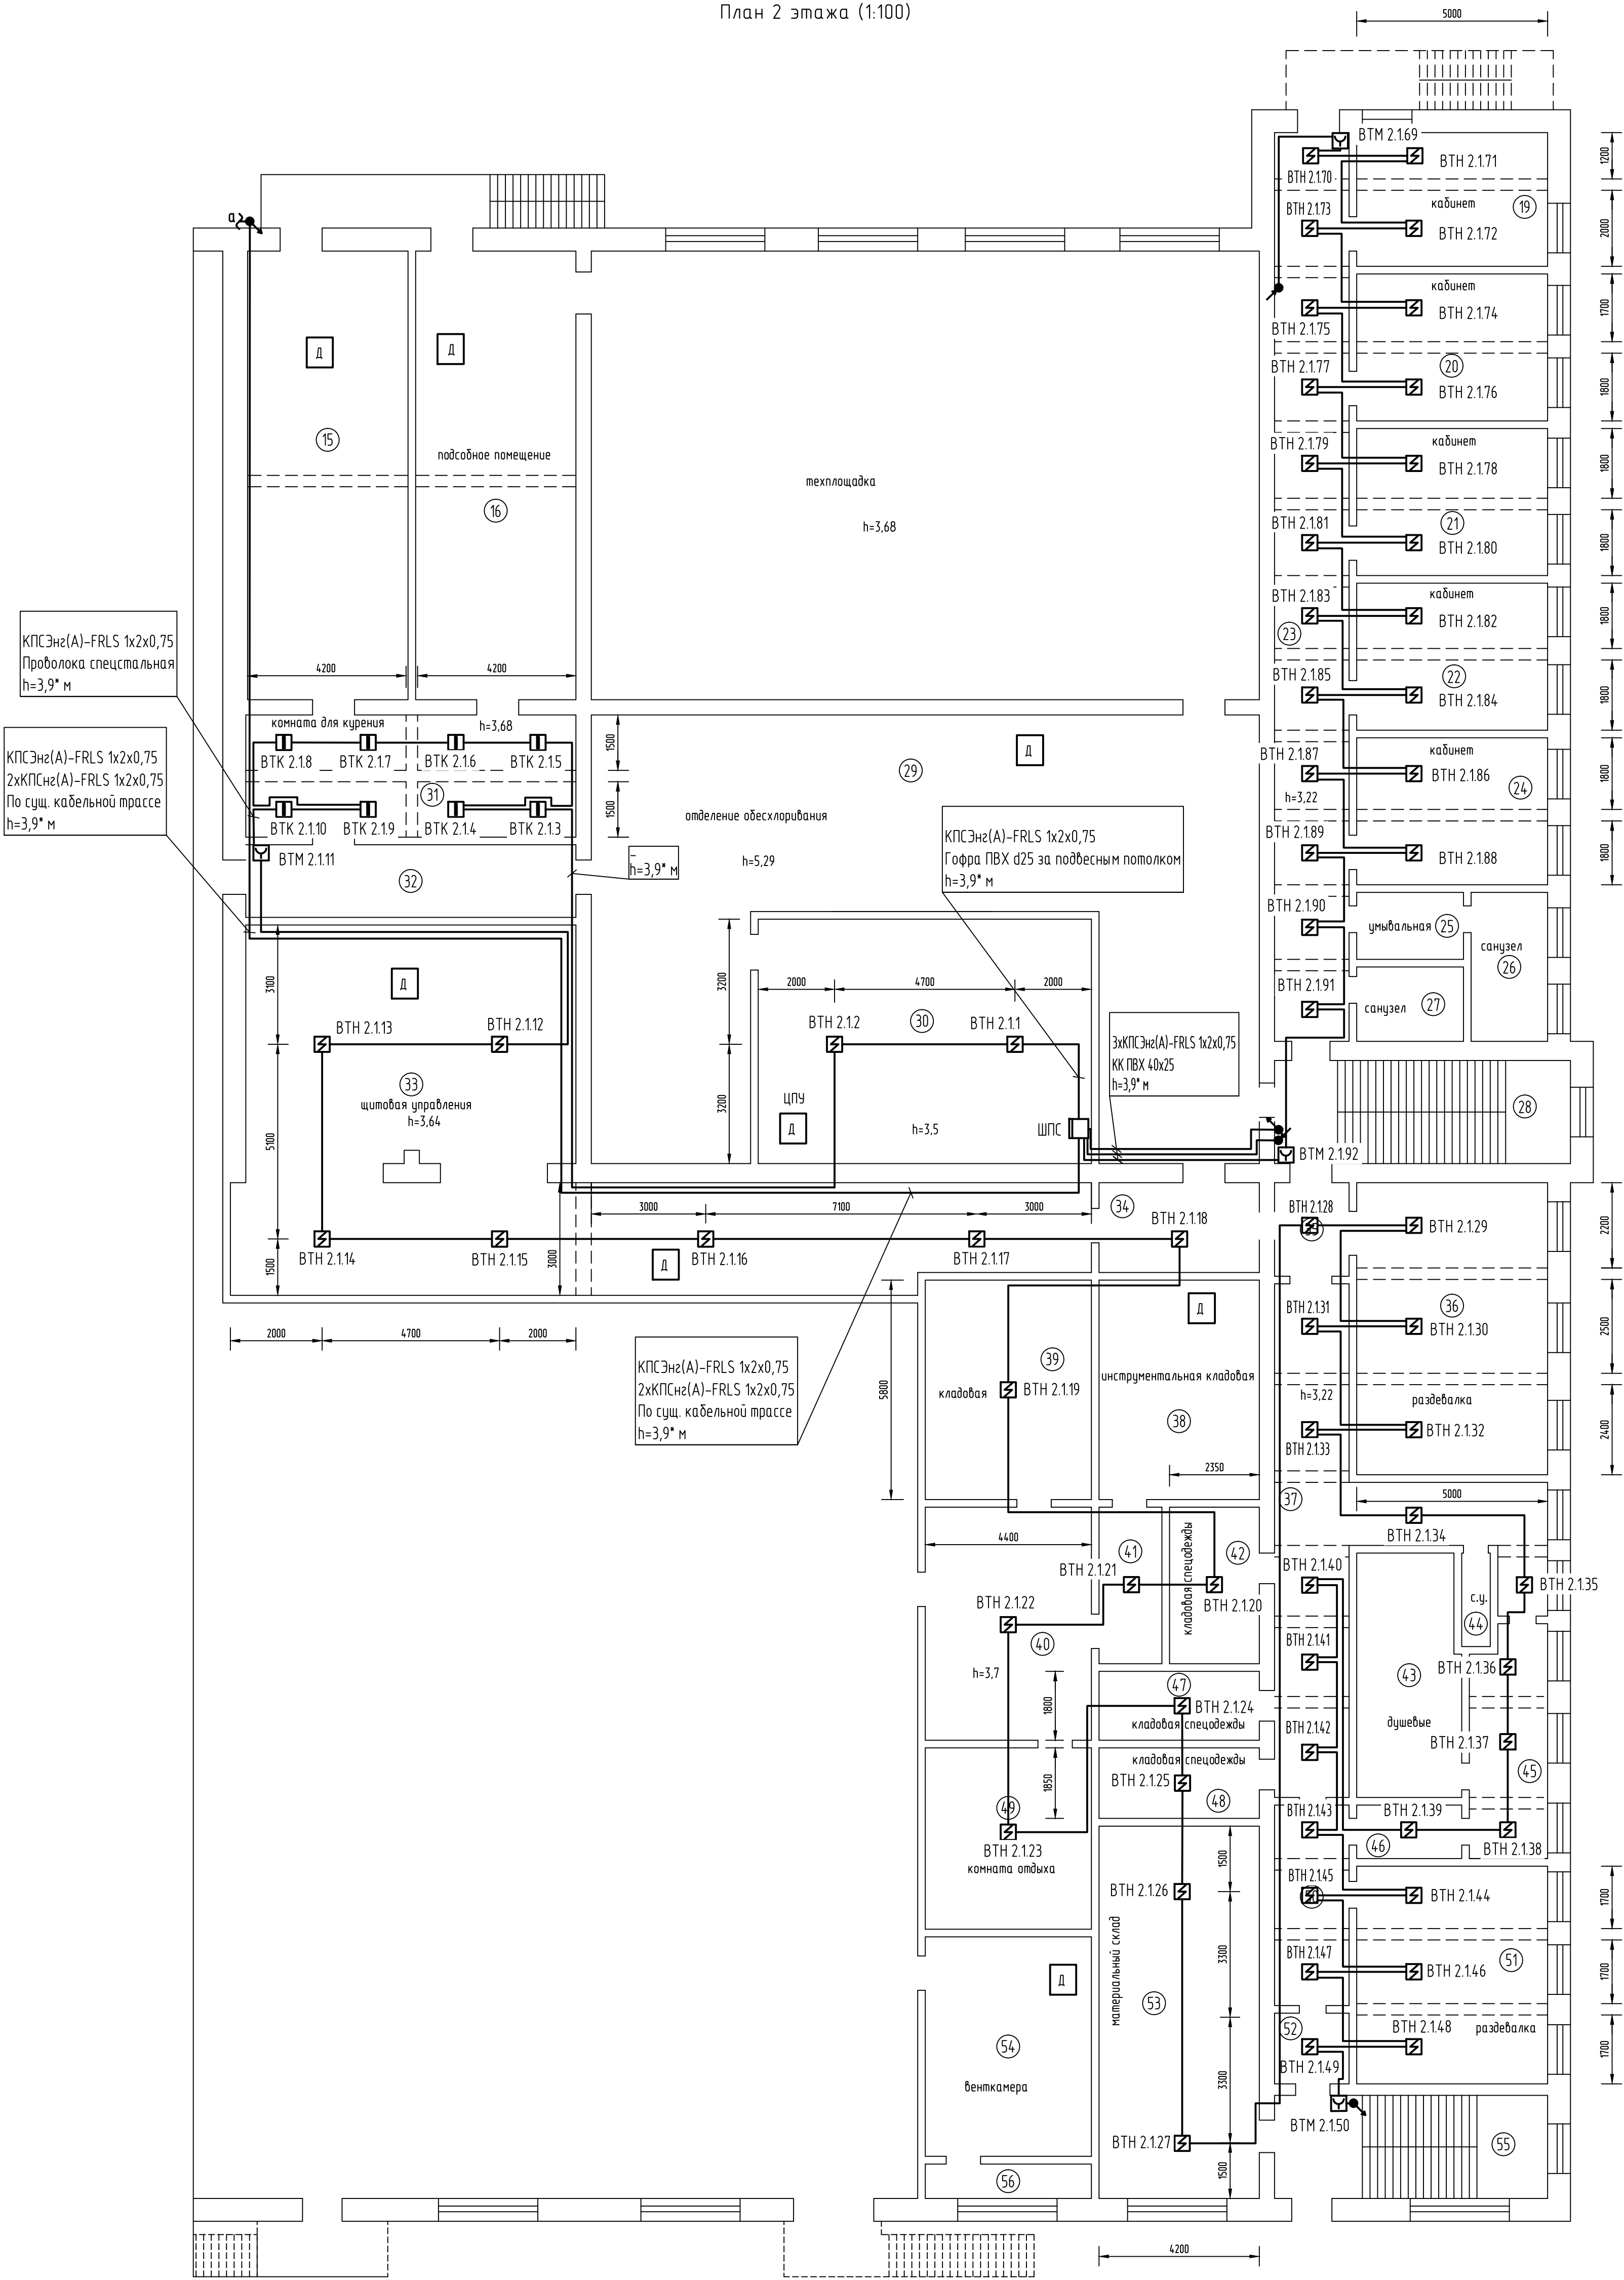 План 2 этажа (1:100)
5000
ВТМ 2.1.69
ВТН 2.1.70
ВТН 2.1.71
1200
кабинет
19
ВТН 2.1.73
ВТН 2.1.72
2000
а
кабинет
ВТН 2.1.74
1700
ВТН 2.1.75
Д
Д
20
ВТН 2.1.77
ВТН 2.1.76
1800
15
подсобное помещение
16
техплощадка
h=3,68
кабинет
ВТН 2.1.79
ВТН 2.1.78
1800
21
ВТН 2.1.81
ВТН 2.1.80
1800
кабинет
ВТН 2.1.83
ВТН 2.1.82
1800
23
22
ВТН 2.1.85
ВТН 2.1.84
1800
КПСЭнг(А)-FRLS 1х2х0,75
Проволока спецстальная
h=3,9* м
4200
4200
комната для курения
h=3,68
ВТК 2.1.8
ВТК 2.1.7
ВТК 2.1.6
ВТК 2.1.5
1500
Д
29
кабинет
ВТН 2.1.87
ВТН 2.1.86
24
1800
h=3,22
КПСЭнг(А)-FRLS 1х2х0,75
2хКПСнг(А)-FRLS 1х2х0,75
По сущ. кабельной трассе
h=3,9* м
31
1500
ВТК 2.1.10
ВТК 2.1.9
ВТК 2.1.4
ВТК 2.1.3
отделение обесхлоривания
h=5,29
КПСЭнг(А)-FRLS 1х2х0,75
Гофра ПВХ d25 за подвесным потолком
h=3,9* м
ВТН 2.1.89
ВТН 2.1.88
1800
ВТМ 2.1.11
32
–
h=3,9* м
ВТН 2.1.90
умывальная
25
санузел
26
3100
Д
3200
2000
4700
2000
ВТН 2.1.91
санузел
27
ВТН 2.1.13
ВТН 2.1.12
ВТН 2.1.2
30
ВТН 2.1.1
3хКПСЭнг(А)-FRLS 1х2х0,75
КК ПВХ 40х25
h=3,9* м
33
щитовая управления
h=3,64
5100
3200
ЦПУ
Д
h=3,5
ШПС
28
ВТМ 2.1.92
3000
7100
3000
34
ВТН 2.1.18
ВТН 2.1.28
35
ВТН 2.1.29
2200
1500
ВТН 2.1.14
ВТН 2.1.15
3000
ВТН 2.1.16
Д
ВТН 2.1.17
Д
ВТН 2.1.31
36
ВТН 2.1.30
2500
2000
4700
2000
КПСЭнг(А)-FRLS 1х2х0,75
2хКПСнг(А)-FRLS 1х2х0,75
По сущ. кабельной трассе
h=3,9* м
5800
39
кладовая
ВТН 2.1.19
инструментальная кладовая
38
h=3,22
раздевалка
ВТН 2.1.33
ВТН 2.1.32
2400
2350
37
5000
ВТН 2.1.34
4400
41
42
кладовая спецодежды
ВТН 2.1.21
ВТН 2.1.20
ВТН 2.1.40
ВТН 2.1.35
с.у.
44
ВТН 2.1.22
40
h=3,7
ВТН 2.1.41
43
ВТН 2.1.36
47
ВТН 2.1.24
кладовая спецодежды
1800
ВТН 2.1.42
душевые
ВТН 2.1.37
кладовая спецодежды
ВТН 2.1.25
1850
48
45
49
ВТН 2.1.43
ВТН 2.1.39
46
ВТН 2.1.38
ВТН 2.1.23
комната отдыха
1500
ВТН 2.1.26
ВТН 2.1.45
50
ВТН 2.1.44
1700
материальный склад
3300
ВТН 2.1.47
ВТН 2.1.46
51
1700
Д
53
52
ВТН 2.1.48
раздевалка
54
венткамера
3300
ВТН 2.1.49
1700
ВТМ 2.1.50
ВТН 2.1.27
55
1500
56
4200